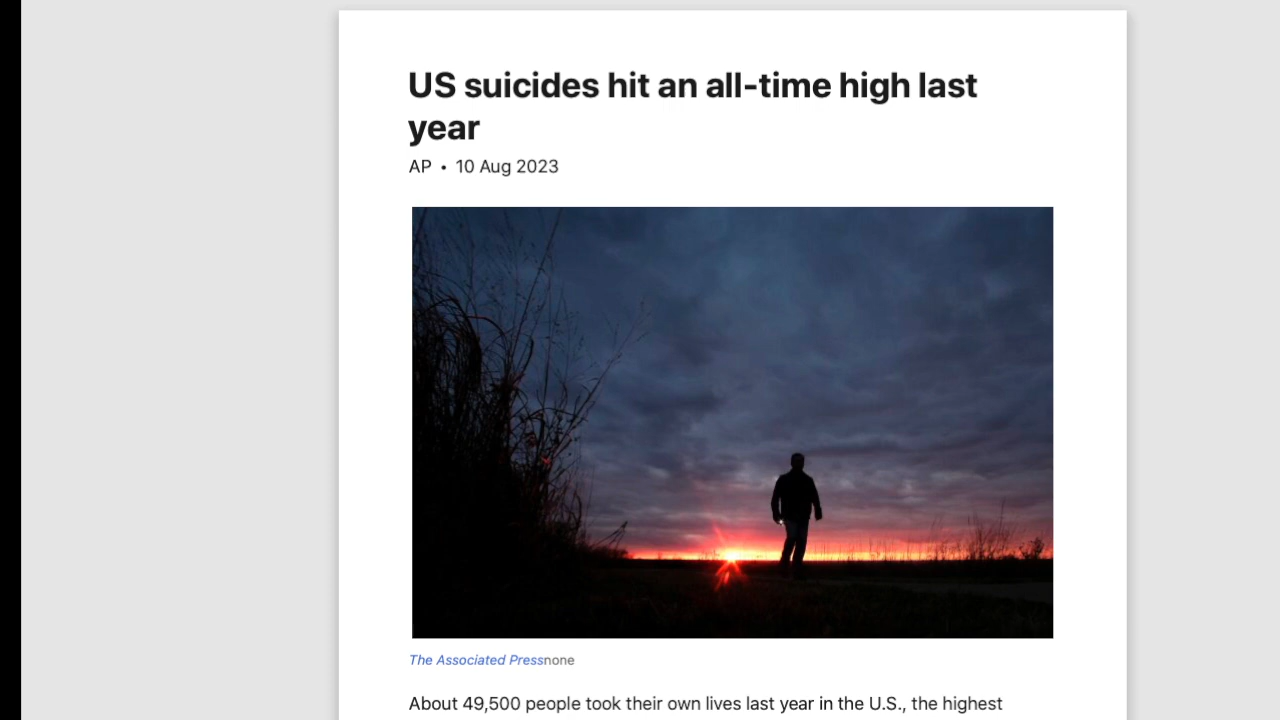 US suicides hit an all-time high last
year
AP • 10 Aug 2023
The Associated Pressnone
About 49,500 people took their own lives last year in the U.S., the highest